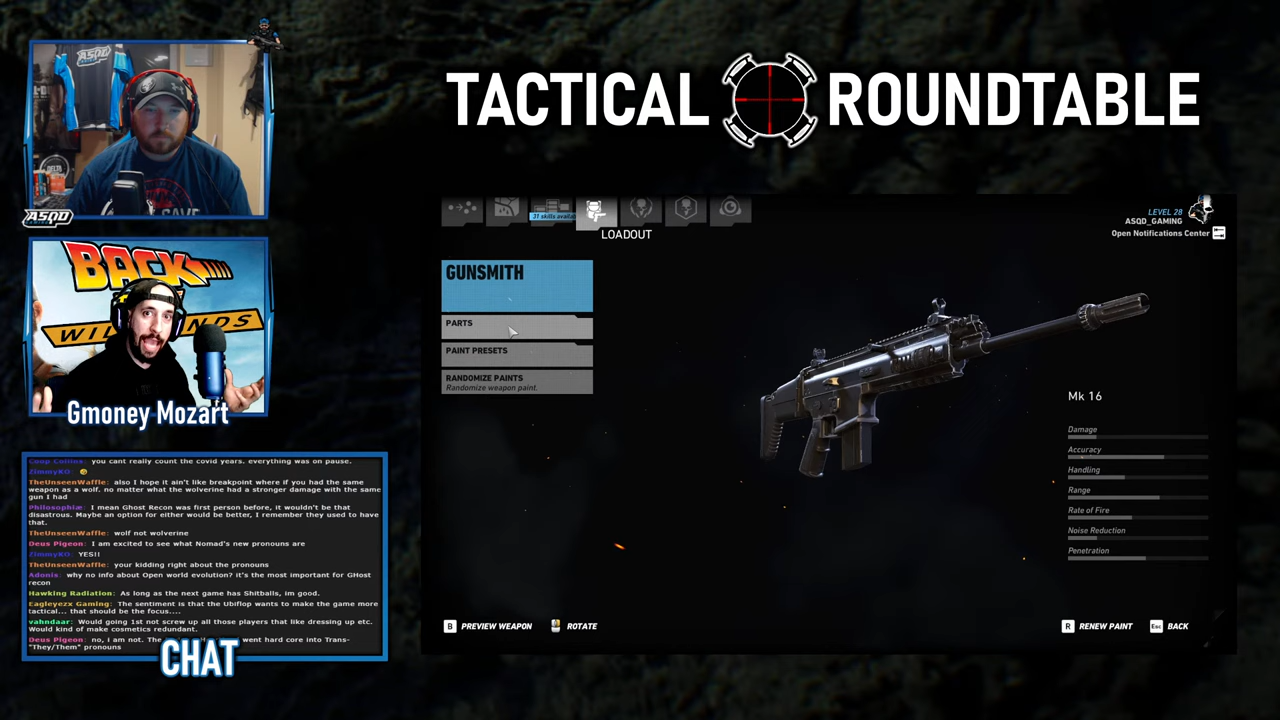 TACTICAL ROUNDTABLE
ASQD
ASQD
BACK
WILDLANDS
Gmoney Mozart
31 skills availa
LOADOUT
LEVEL 28
ASQD_GAMING
Open Notifications Center
GUNSMITH
PARTS
PAINT PRESETS
RANDOMIZE PAINTS
Randomize weapon paint.
Mk 16
Damage
Accuracy
Handling
Range
Rate of Fire
Noise Reduction
Penetration
B PREVIEW WEAPON
ROTATE
R RENEW PAINT
Esc BACK
Coop Collins: you cant really count the covid years. everything was on pause.
ZimmyKO:
TheUnseenWaffle: also I hope it ain't like breakpoint where if you had the same
weapon as a wolf. no matter what the wolverine had a stronger damage with the same
gun I had
Philosophiæ: I mean Ghost Recon was first person before, it wouldn't be that
disastrous. Maybe an option for either would be better, I remember they used to have
that.
TheUnseenWaffle: wolf not wolverine
Deus Pigeon: I am excited to see what Nomad's new pronouns are
ZimmyKO: YES!!
TheUnseenWaffle: your kidding right about the pronouns
Adonis: why no info about Open world evolution? it's the most important for GHost
recon
Hawking Radiation: As long as the next game has Shitballs, im good.
Eagleyezx Gaming: The sentiment is that the Ubiflop wants to make the game more
tactical... that should be the focus....
vahndaar: Would going 1st not screw up all those players that like dressing up etc.
Would kind of make cosmetics redundant.
Deus Pigeon: no, i am not. The went hard core into Trans-
"They/Them" pronouns
CHAT